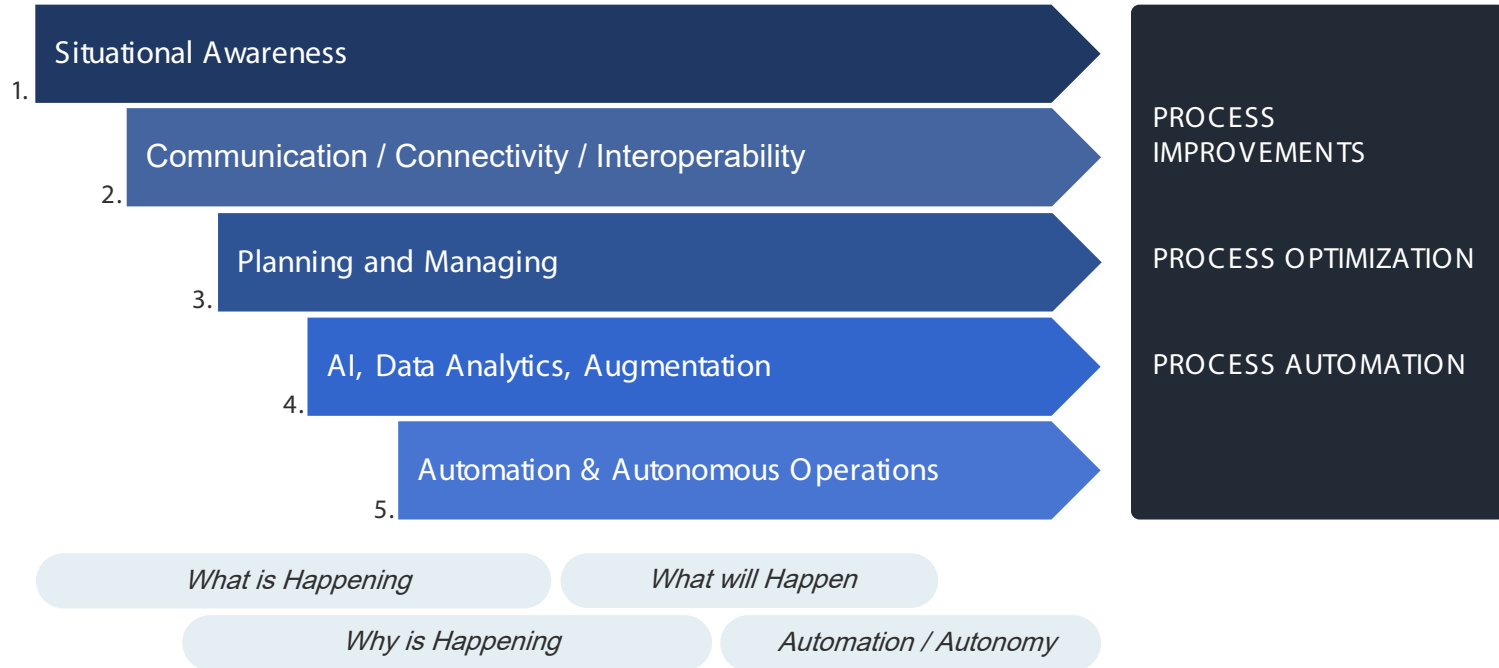 Situational Awareness
1.
Communication / Connectivity / Interoperability
2.
Planning and Managing
3.
AI, Data Analytics, Augmentation
4.
Automation & Autonomous Operations
5.
PROCESS
IMPROVEMENTS
PROCESS OPTIMIZATION
PROCESS AUTOMATION
What is Happening
What will Happen
Why is Happening
Automation / Autonomy